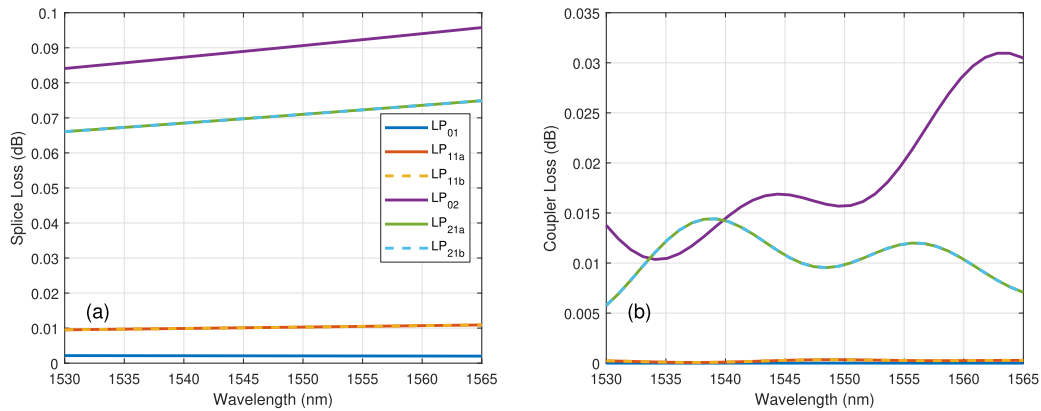 0.1
0.09
0.08
0.07
0.06
0.05
0.04
0.03
0.02
0.01
0
Splice Loss (dB)
LP01
LP11a
LP11b
LP02
LP21a
LP21b
(a)
1530 1535 1540 1545 1550 1555 1560 1565
Wavelength (nm)
0.035
0.03
0.025
0.02
0.015
0.01
0.005
0
Coupler Loss (dB)
(b)
1530 1535 1540 1545 1550 1555 1560 1565
Wavelength (nm)